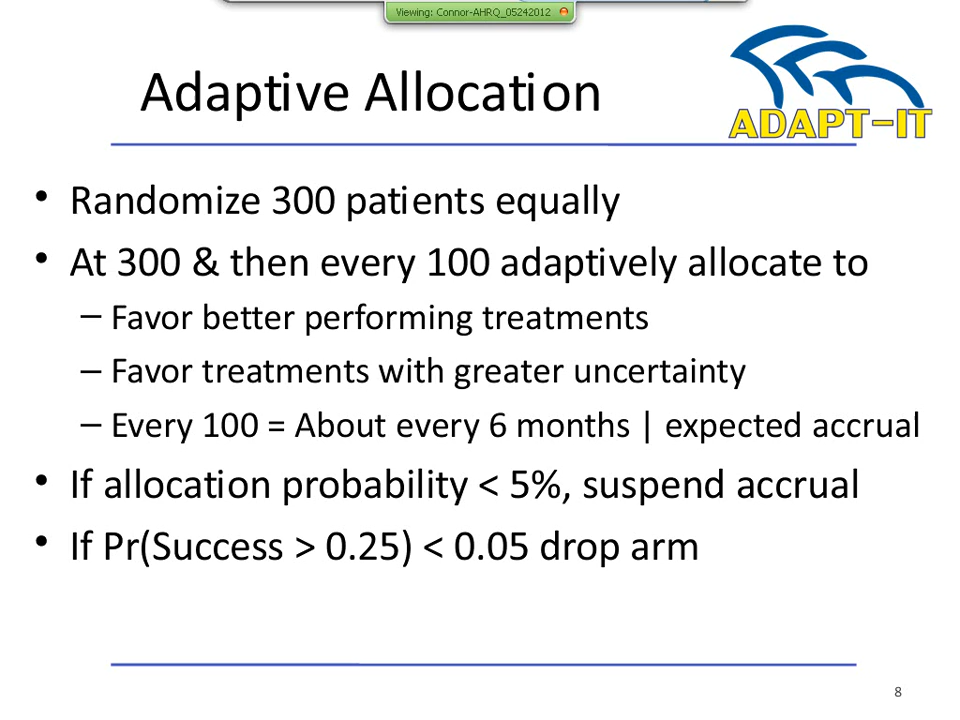 Viewing: Connor-AHRQ_05242012
Adaptive Allocation
ADAPT-IT
• Randomize 300 patients equally
• At 300 & then every 100 adaptively allocate to
– Favor better performing treatments
– Favor treatments with greater uncertainty
– Every 100 = About every 6 months | expected accrual
• If allocation probability < 5%, suspend accrual
• If Pr(Success > 0.25) < 0.05 drop arm
8